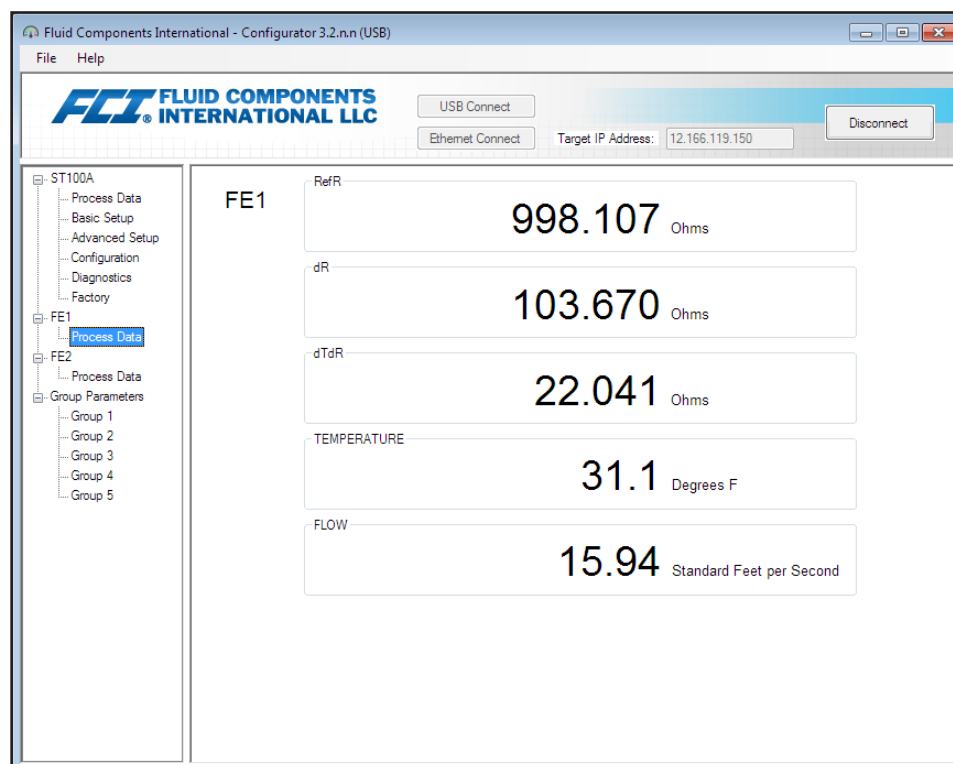 Fluid Components International - Configurator 3.2.n.n (USB)
File Help
FCI® FLUID COMPONENTS
INTERNATIONAL LLC
USB Connect
Ethernet Connect
Target IP Address: 12.166.119.150
Disconnect
ST100A
Process Data
Basic Setup
Advanced Setup
Configuration
Diagnostics
Factory
FE1
Process Data
FE2
Process Data
Group Parameters
Group 1
Group 2
Group 3
Group 4
Group 5
FE1
RefR
998.107 Ohms
dR
103.670 Ohms
dTdR
22.041 Ohms
TEMPERATURE
31.1 Degrees F
FLOW
15.94 Standard Feet per Second